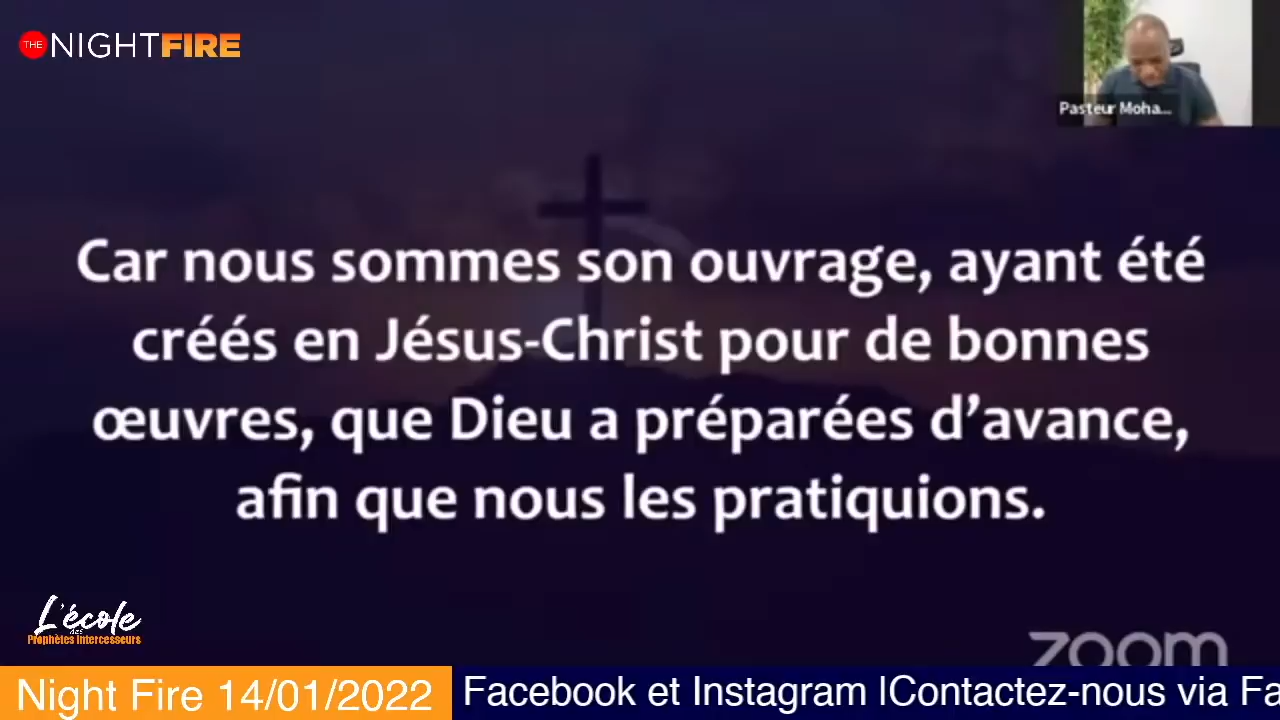 THE NIGHTFIRE
Pasteur Moha...
Car nous sommes son ouvrage, ayant été
créés en Jésus-Christ pour de bonnes
œuvres, que Dieu a préparées d’avance,
afin que nous les pratiquions.
L'école
des
Prophètes Intercesseurs
zoom
Night Fire 14/01/2022
Facebook et Instagram |Contactez-nous via Fa